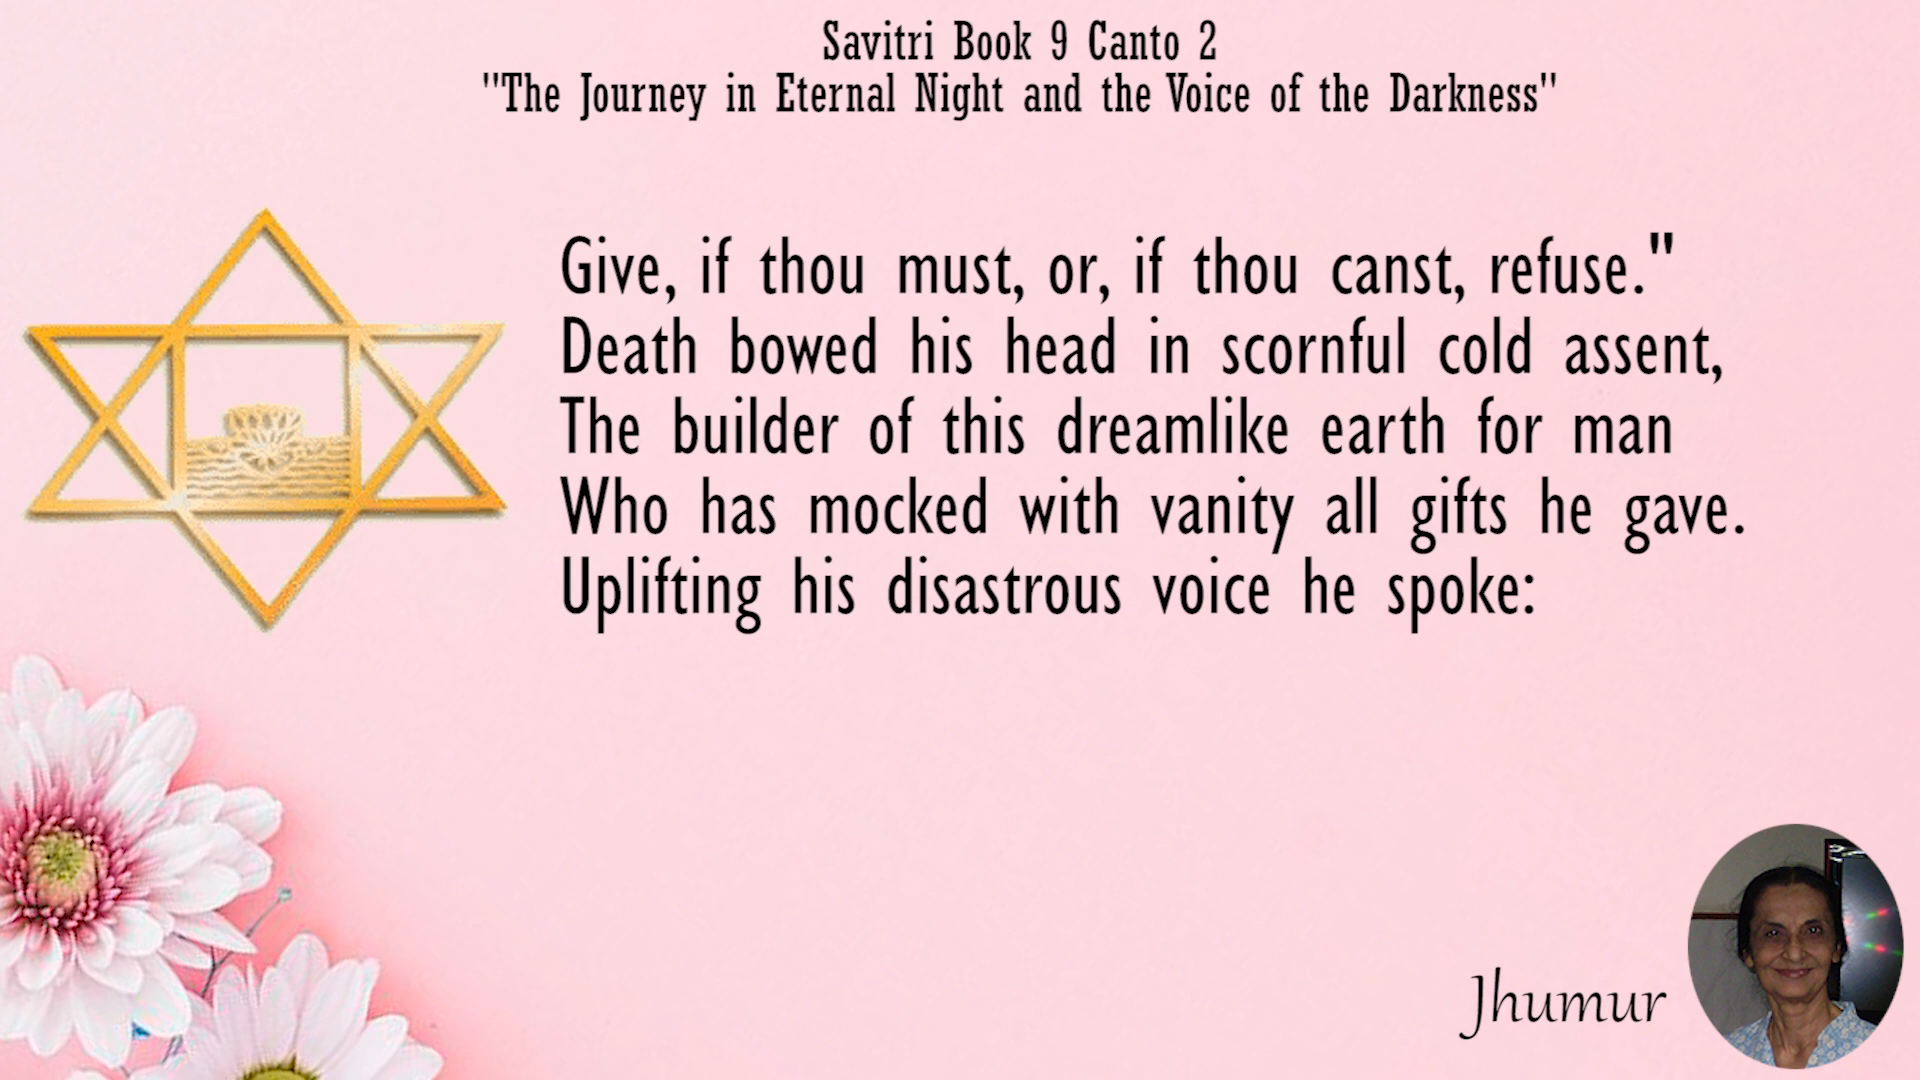 Savitri Book 9 Canto 2
"The Journey in Eternal Night and the Voice of the Darkness"
Give, if thou must, or, if thou canst, refuse."
Death bowed his head in scornful cold assent,
The builder of this dreamlike earth for man
Who has mocked with vanity all gifts he gave.
Uplifting his disastrous voice he spoke:
Jhumur